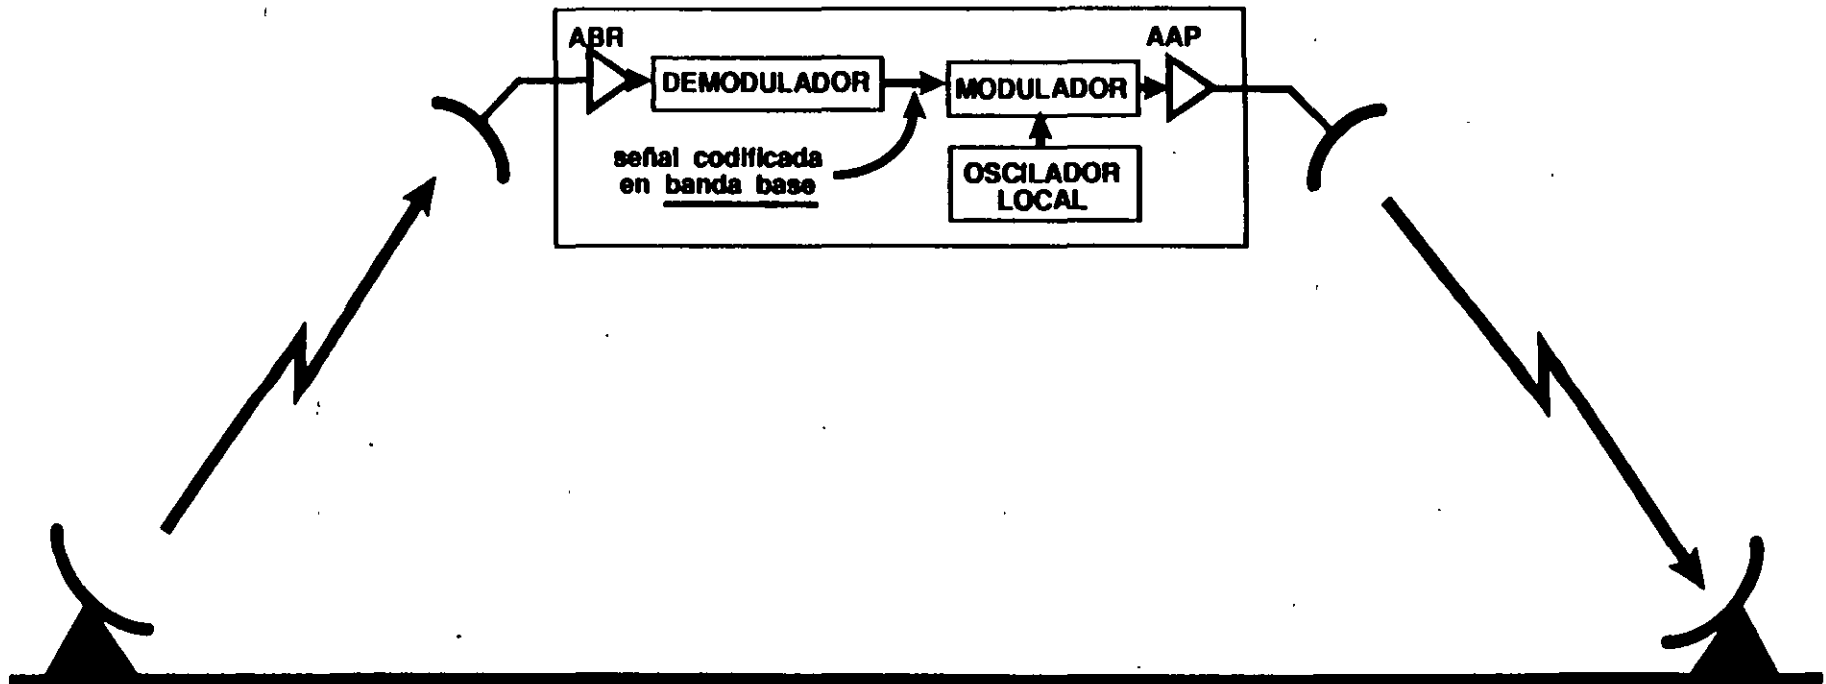 ABR
AAP
DEMODULADOR
MODULADOR
señal codificada
en banda base
OSCILADOR
LOCAL